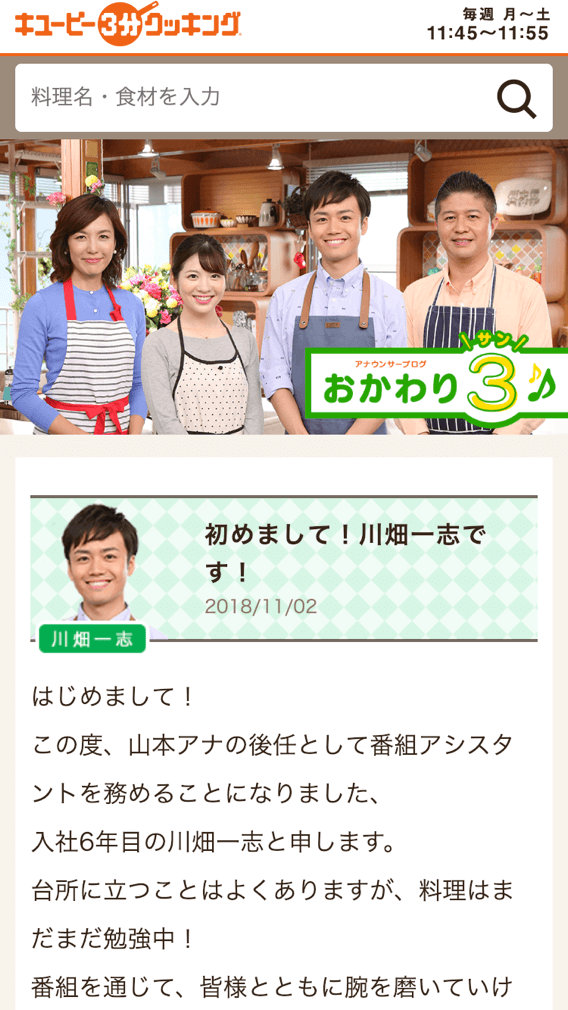 キユーピー3分クッキング
毎週 月〜土
11:45〜11:55
料理名・食材を入力
アナウンサーブログ
サン
おかわり3♪
初めまして！川畑一志で
す！
2018/11/02
川畑一志
はじめまして！
この度、山本アナの後任として番組アシスタ
ントを務めることになりました、
入社6年目の川畑一志と申します。
台所に立つことはよくありますが、料理はま
だまだ勉強中！
番組を通じて、皆様とともに腕を磨いていけ